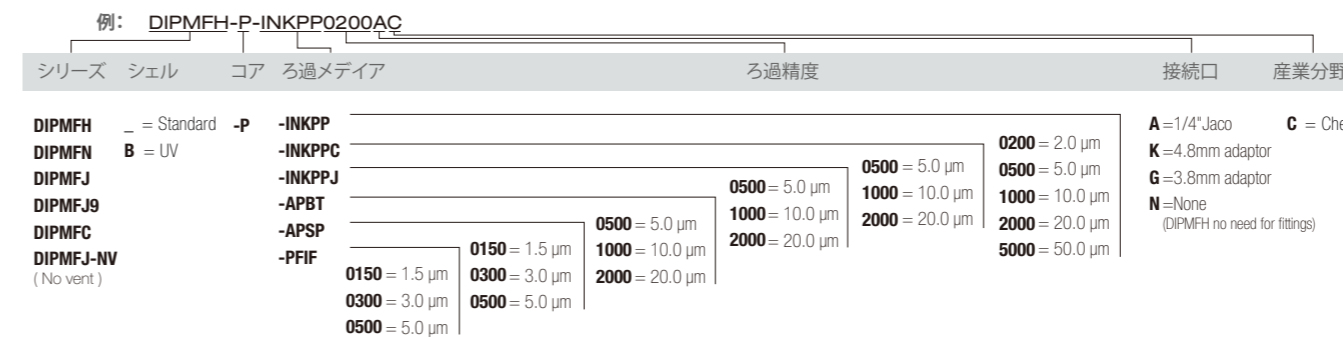 例: DIPMFH-P-INKPP0200AC
シリーズ シェル コア ろ過メデイア ろ過精度 接続口 産業分野
DIPMFH
DIPMFN
DIPMFJ
DIPMFJ9
DIPMFC
DIPMFJ-NV
( No vent )
_ = Standard
B = UV
-P
-INKPP
-INKPPC
-INKPPJ
-APBT
-APSP
-PFIF
0150 = 1.5 μm
0300 = 3.0 μm
0500 = 5.0 μm
0150 = 1.5 μm
0300 = 3.0 μm
0500 = 5.0 μm
0500 = 5.0 μm
1000 = 10.0 μm
2000 = 20.0 μm
0500 = 5.0 μm
1000 = 10.0 μm
2000 = 20.0 μm
0500 = 5.0 μm
1000 = 10.0 μm
2000 = 20.0 μm
0200 = 2.0 μm
0500 = 5.0 μm
1000 = 10.0 μm
2000 = 20.0 μm
5000 = 50.0 μm
A =1/4"Jaco
K =4.8mm adaptor
G =3.8mm adaptor
N =None
(DIPMFH no need for fittings)
C = Che